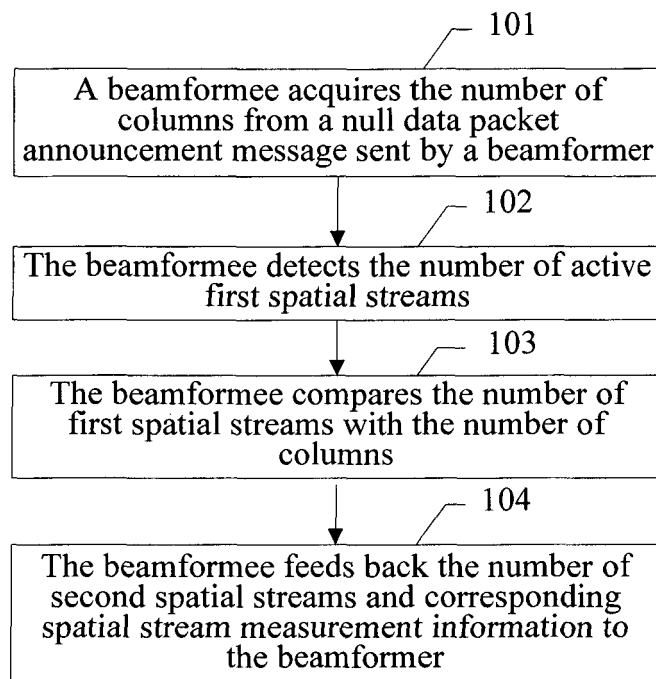 101
A beamformee acquires the number of
columns from a null data packet
announcement message sent by a beamformer
102
The beamformee detects the number of active
first spatial streams
103
The beamformee compares the number of
first spatial streams with the number of
columns
104
The beamformee feeds back the number of
second spatial streams and corresponding
spatial stream measurement information to
the beamformer